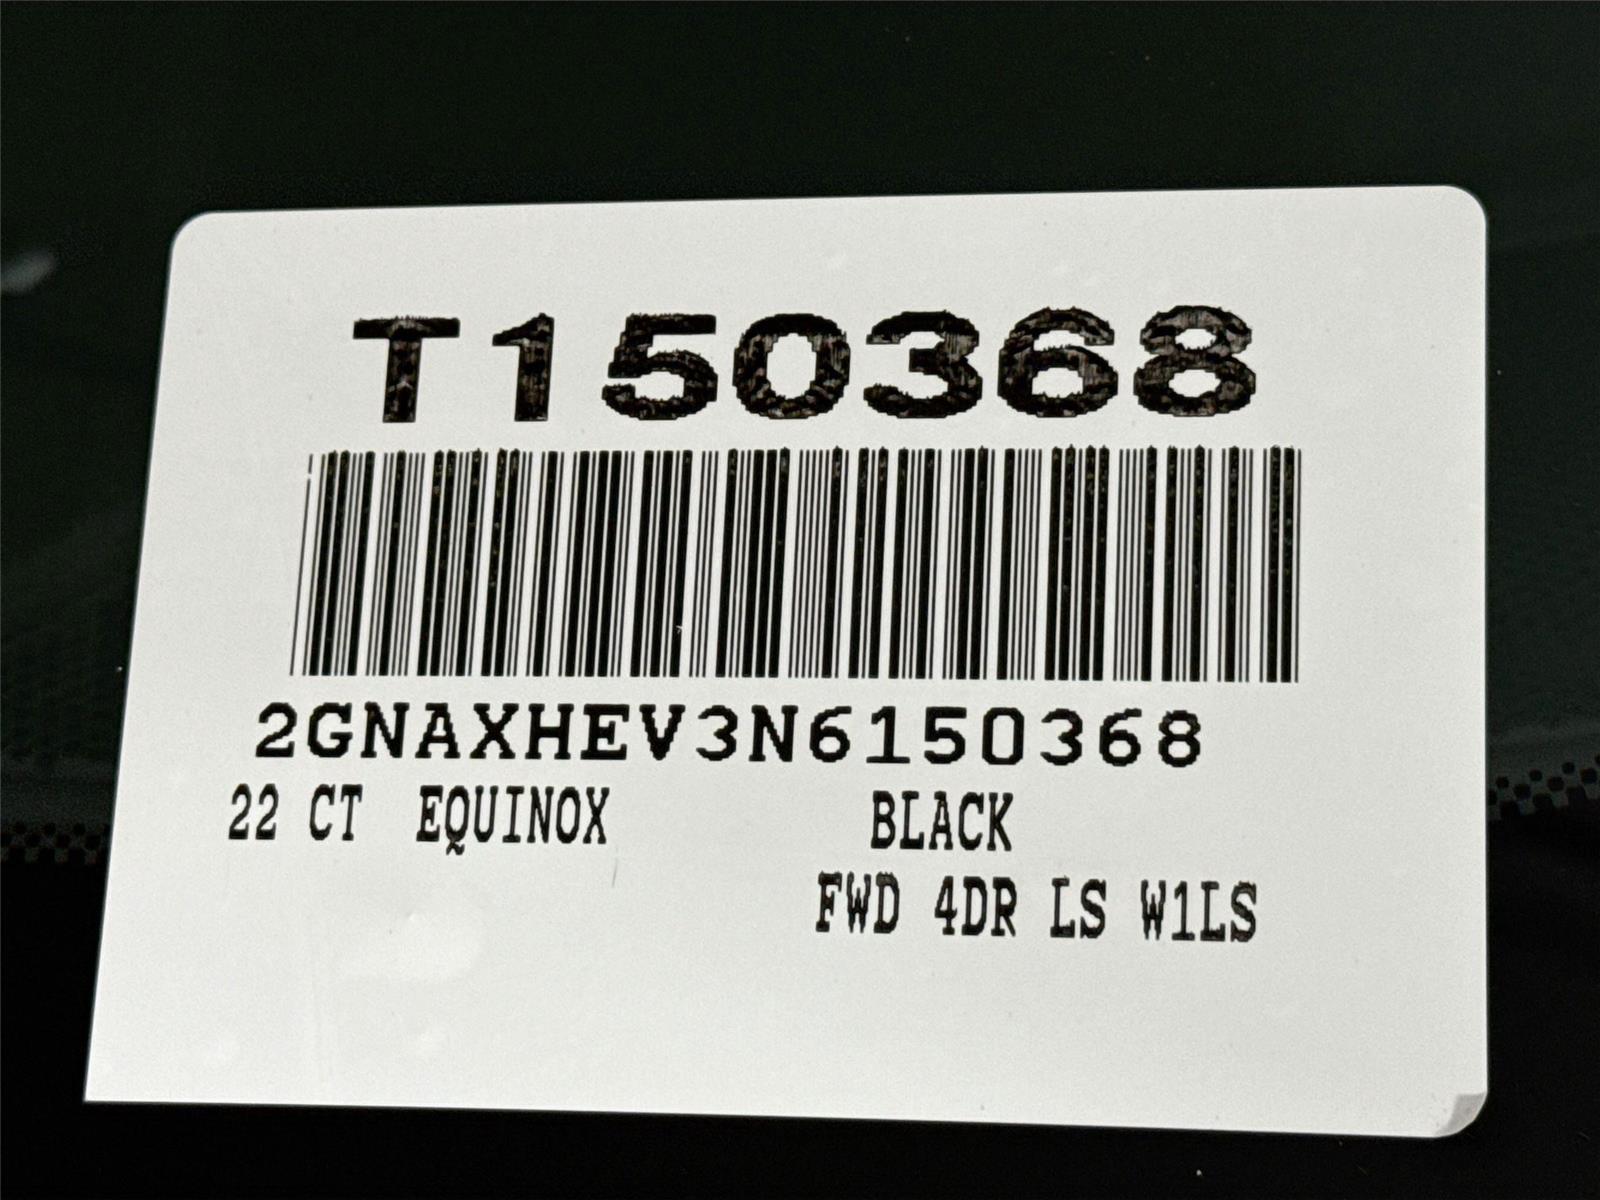 T150368
2GNAXHEV3N6150368
22 CT EQUINOX BLACK
FWD 4DR LS W1LS